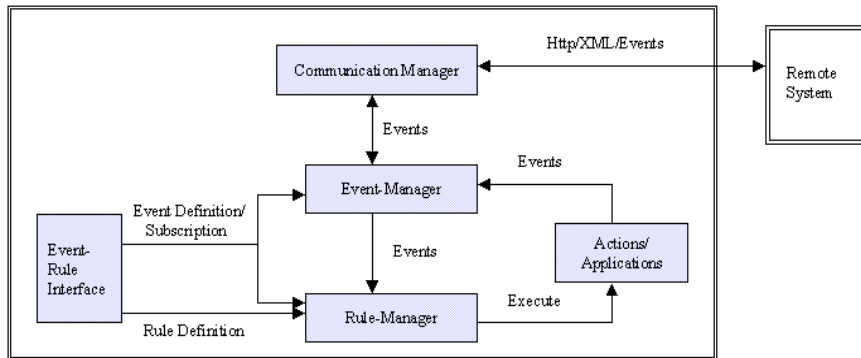 Http/XML/Events
Communication Manager
Remote
System
Events
Events
Event-Manager
Event Definition/
Subscription
Event-
Rule
Interface
Events
Actions/
Applications
Rule-Manager
Execute
Rule Definition